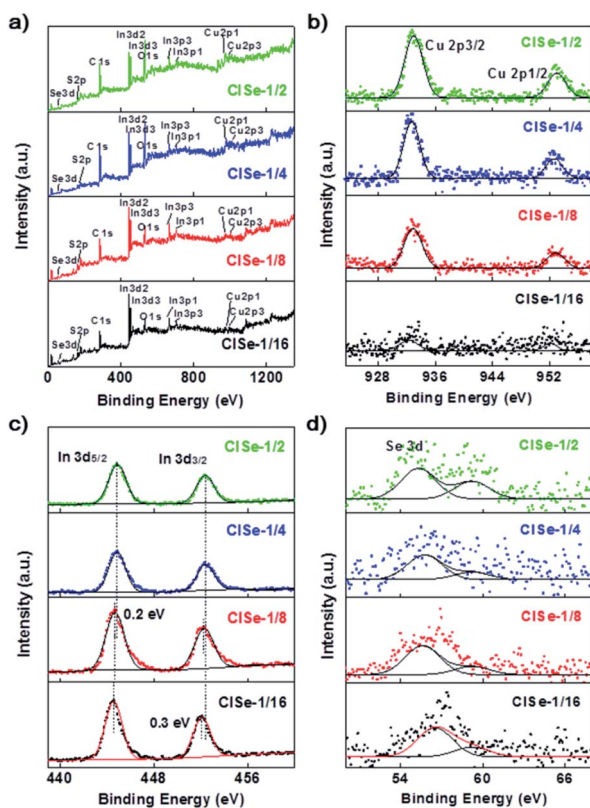 a)
Intensity (a.u.)
Se3d
S2p
C 1s
In3d2
In3d3
O1s
In3p3
In3p1
Cu2p1
Cu2p3
CISe-1/2
Se3d
S2p
C1s
In3d2
In3d3
O1s
In3p3
In3p1
Cu2p1
Cu2p3
CISe-1/4
Se3d
S2p
C1s
In3d2
In3d3
O1s
In3p3
In3p1
Cu2p1
Cu2p3
CISe-1/8
Se3d
S2p
C1s
In3d2
In3d3
O1s
In3p1
In3p3
Cu2p1
Cu2p3
CISe-1/16
0 400 800 1200
Binding Energy (eV)
b)
Intensity (a.u.)
Cu 2p3/2
CISe-1/2
Cu 2p1/2
CISe-1/4
CISe-1/8
CISe-1/16
928 936 944 952
Binding Energy (eV)
c)
Intensity (a.u.)
CISe-1/2
In 3d5/2
In 3d3/2
CISe-1/4
CISe-1/8
0.2 eV
CISe-1/16
0.3 eV
440 448 456
Binding Energy (eV)
d)
Intensity (a.u.)
Se 3d
CISe-1/2
CISe-1/4
CISe-1/8
CISe-1/16
54 60 66
Binding Energy (eV)